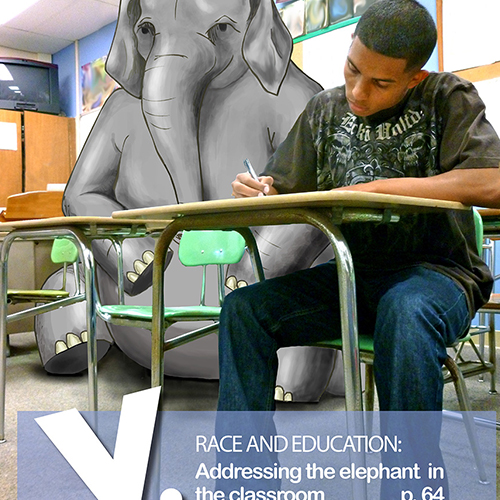 Y.
RACE AND EDUCATION:
Addressing the elephant in
the classroom p. 64